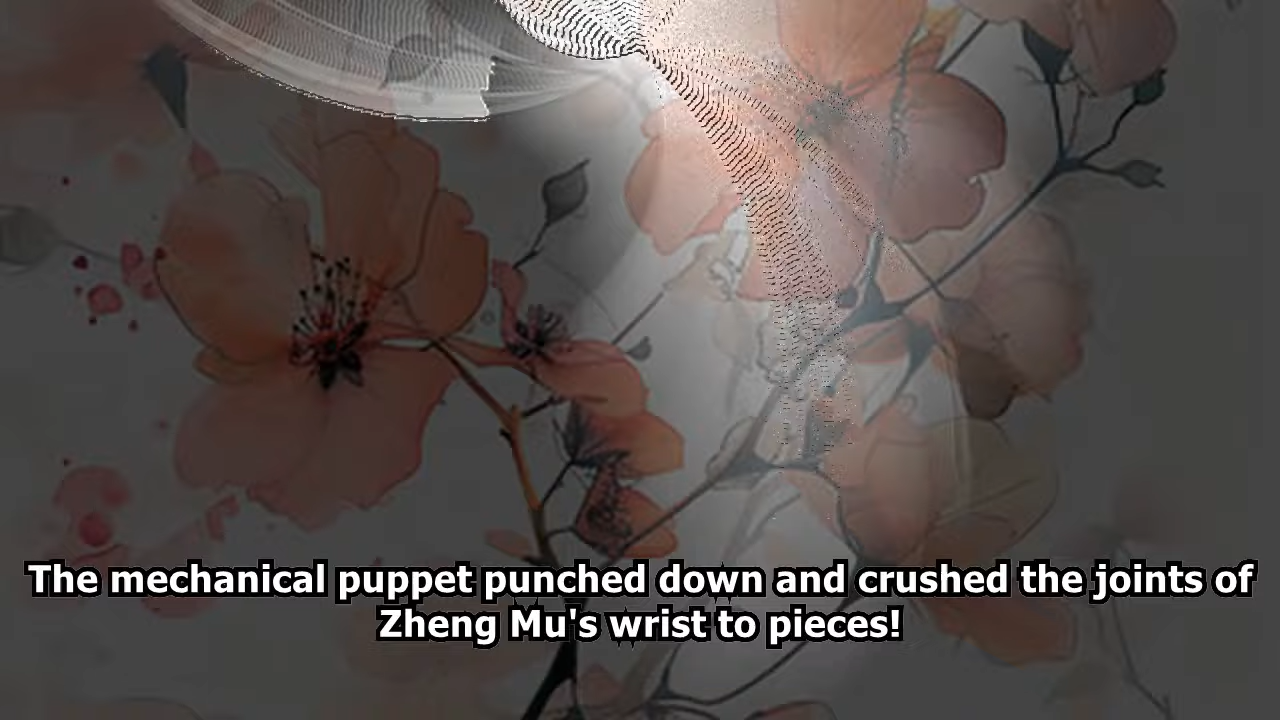 The mechanical puppet punched down and crushed the joints of
Zheng Mu's wrist to pieces!